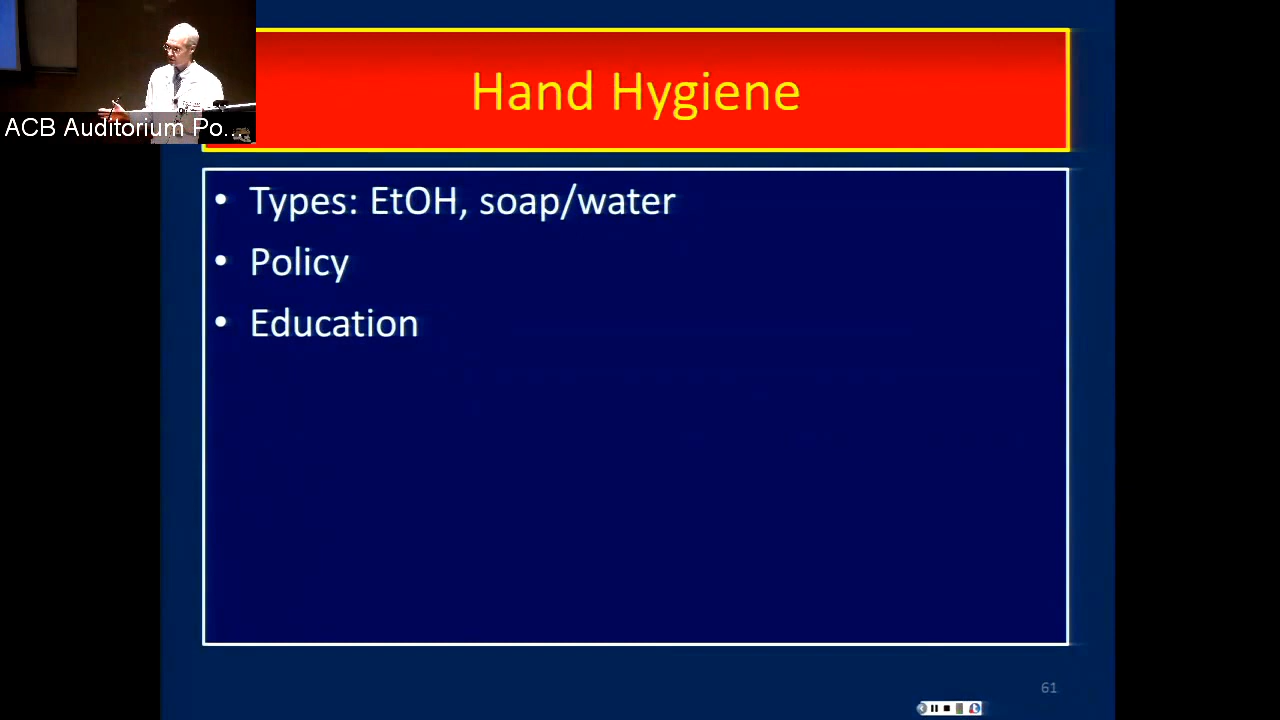 Hand Hygiene
ACB Auditorium Po...
• Types: EtOH, soap/water
• Policy
• Education
61